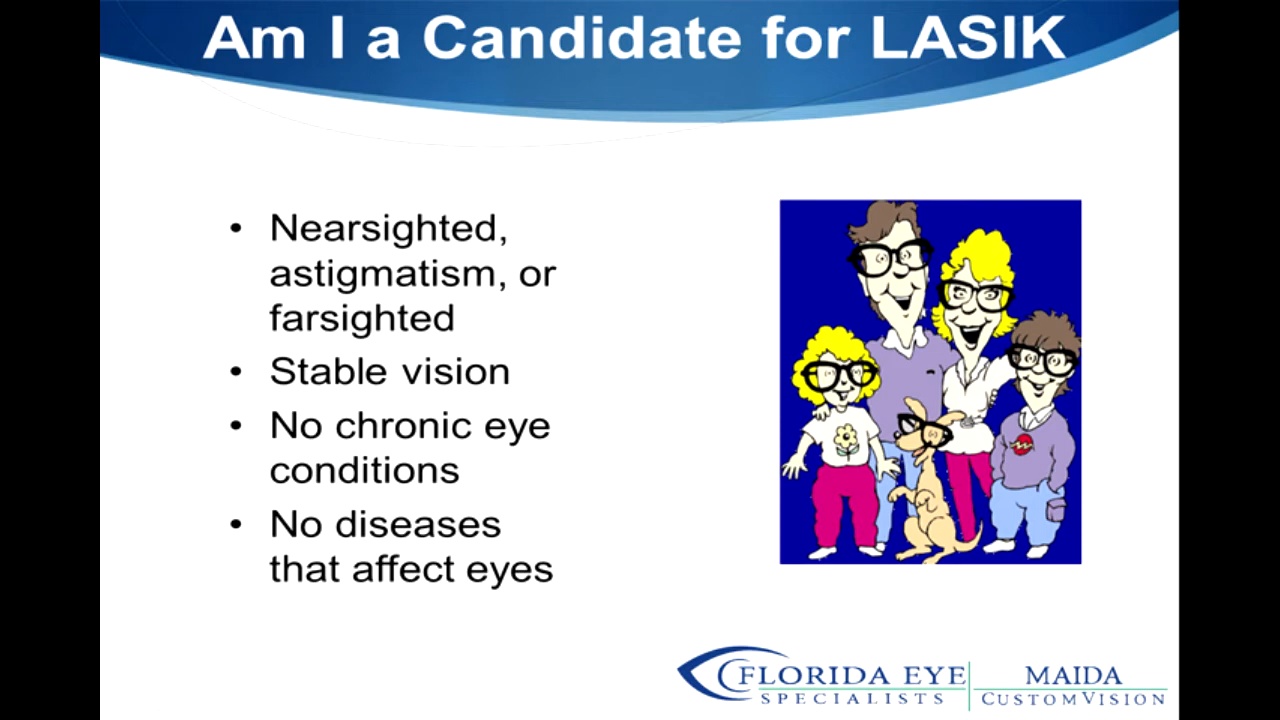 Am I a Candidate for LASIK
• Nearsighted,
astigmatism, or
farsighted
• Stable vision
• No chronic eye
conditions
• No diseases
that affect eyes
FLORIDA EYE
SPECIALISTS
MAIDA
CUSTOMVISION